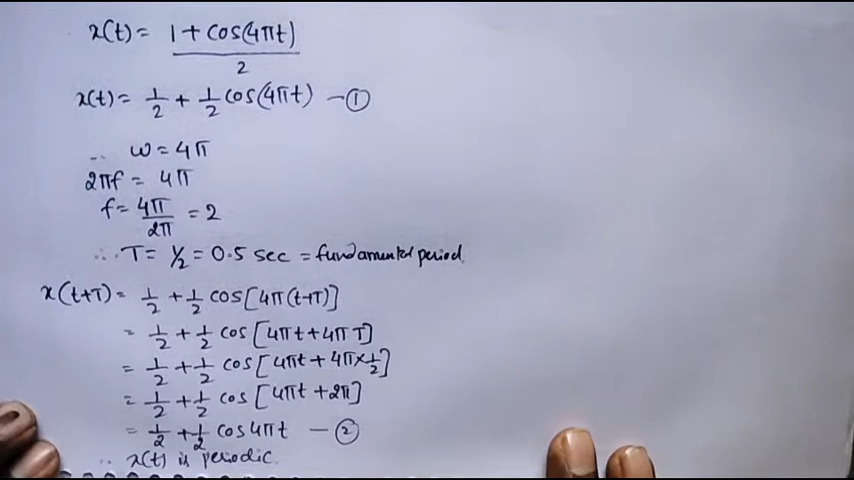 x(t) = 1 + cos(4πt) / 2
x(t) = 1/2 + 1/2 cos(4πt) — ①
∴ ω = 4π
2πf = 4π
f = 4π/2π = 2
∴ T = 1/2 = 0.5 sec = fundamental period
x(t+T) = 1/2 + 1/2 cos[4π(t+T)]
= 1/2 + 1/2 cos[4πt + 4πT]
= 1/2 + 1/2 cos[4πt + 4π×1/2]
= 1/2 + 1/2 cos[4πt + 2π]
= 1/2 + 1/2 cos4πt — ②
∴ x(t) is periodic.